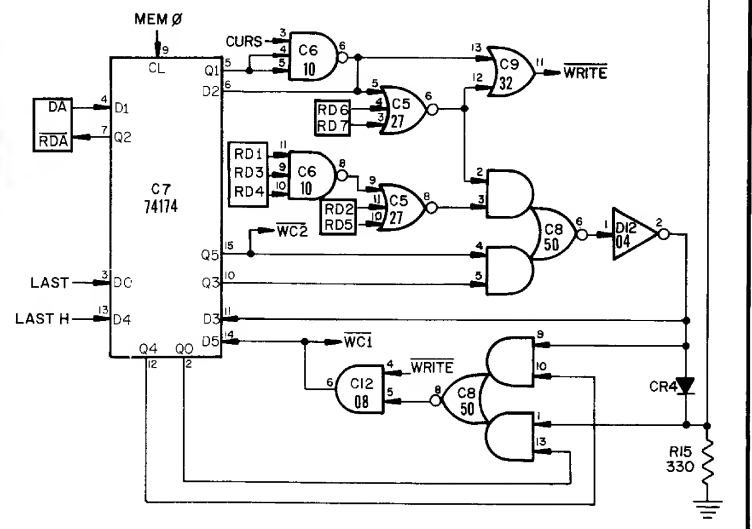 MEM Ø
9
CL
CURS
3
4
5
C6
10
6
5
Q1
6
D2
13
12
C9
32
11
WRITE
DA
4
D1
RDA
7
Q2
RD6
RD7
5
4
3
C5
27
6
C7
74174
RD1
RD3
RD4
11
9
10
C6
10
8
RD2
RD5
9
11
10
C5
27
8
2
3
4
5
C8
50
6
1
D12
04
2
15
Q5
WC2
10
Q3
LAST
3
D0
LAST H
13
D4
11
D3
14
D5
WC1
Q4
12
Q0
2
6
C12
08
4
WRITE
5
8
C8
50
9
10
1
13
CR4
R15
330